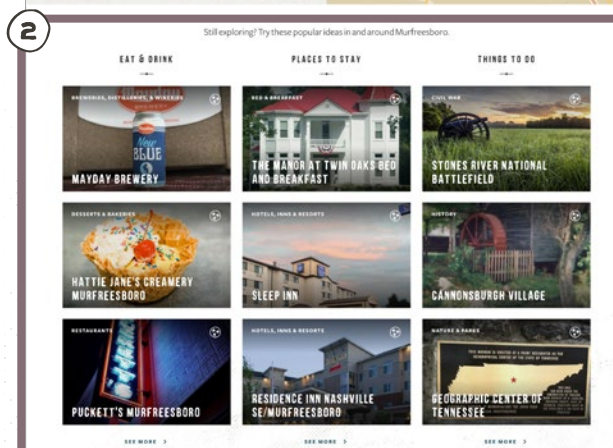 2
Still exploring? Try these popular ideas in and around Murfreesboro.
EAT & DRINK
PLACES TO STAY
THINGS TO DO
BREWERIES, DISTILLERIES, & WINERIES
New
BLUE
MAYDAY BREWERY
BED & BREAKFAST
THE MANOR AT TWIN OAKS BED
AND BREAKFAST
CIVIL WAR
STONES RIVER NATIONAL
BATTLEFIELD
DESSERTS & BAKERIES
HATTIE JANE'S CREAMERY
MURFREESBORO
HOTELS, INNS & RESORTS
SLEEP INN
HISTORY
CANNONSBURGH VILLAGE
RESTAURANTS
PUCKETT'S MURFREESBORO
HOTELS, INNS & RESORTS
RESIDENCE INN NASHVILLE
SE/MURFREESBORO
NATURE & PARKS
GEOGRAPHIC CENTER OF
TENNESSEE
SEE MORE
SEE MORE
SEE MORE